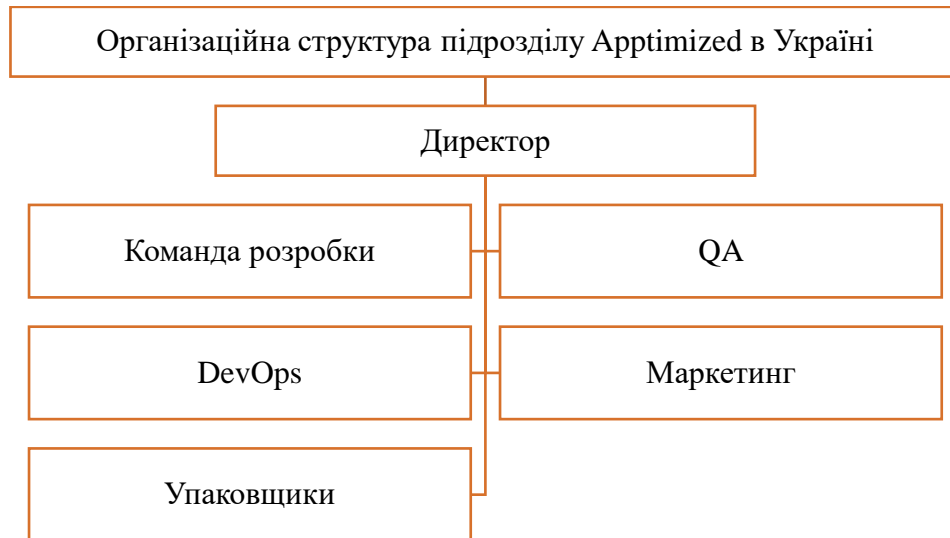 Організаційна структура підрозділу Apptimized в Україні
Директор
Команда розробки
QA
DevOps
Маркетинг
Упаковщики